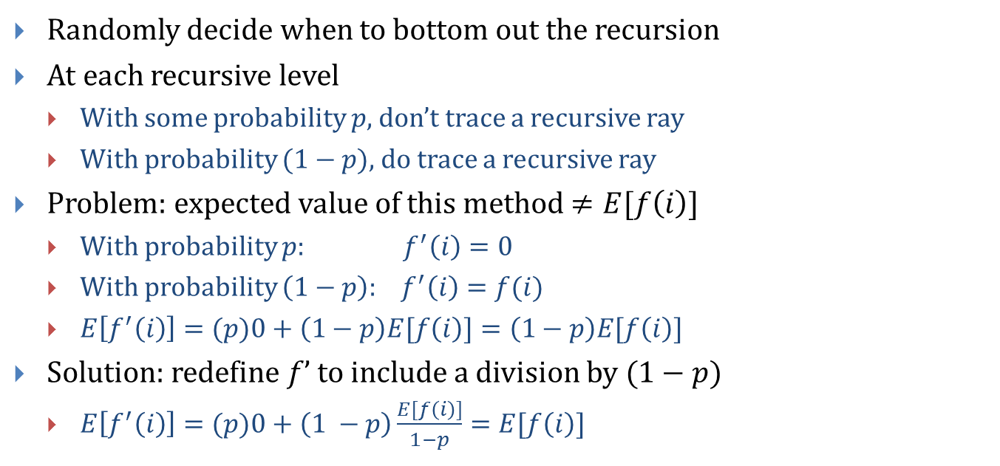 Randomly decide when to bottom out the recursion
At each recursive level
With some probability p, don’t trace a recursive ray
With probability (1 − p), do trace a recursive ray
Problem: expected value of this method ≠ E[f(i)]
With probability p: f′(i) = 0
With probability (1 − p): f′(i) = f(i)
E[f′(i)] = (p)0 + (1 − p)E[f(i)] = (1 − p)E[f(i)]
Solution: redefine f’ to include a division by (1 − p)
E[f′(i)] = (p)0 + (1 − p) E[f(i)]/1−p = E[f(i)]